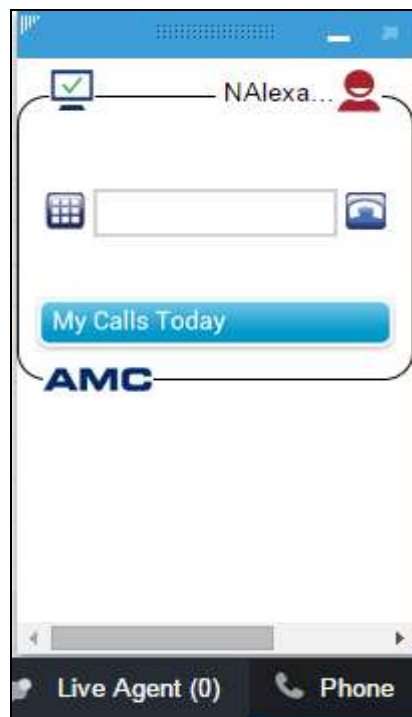 NAlexa...
My Calls Today
AMC
Live Agent (0)
Phone